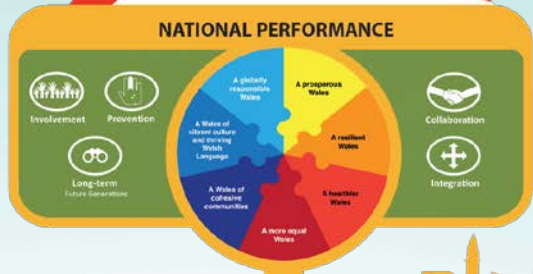 NATIONAL PERFORMANCE
Involvement
Prevention
Long-term
Future Generations
A globally
responsible
Wales
A prosperous
Wales
A Wales of
vibrant culture
and thriving
Welsh
Language
A resilient
Wales
A Wales of
cohesive
communities
A healthier
Wales
A more equal
Wales
Collaboration
Integration